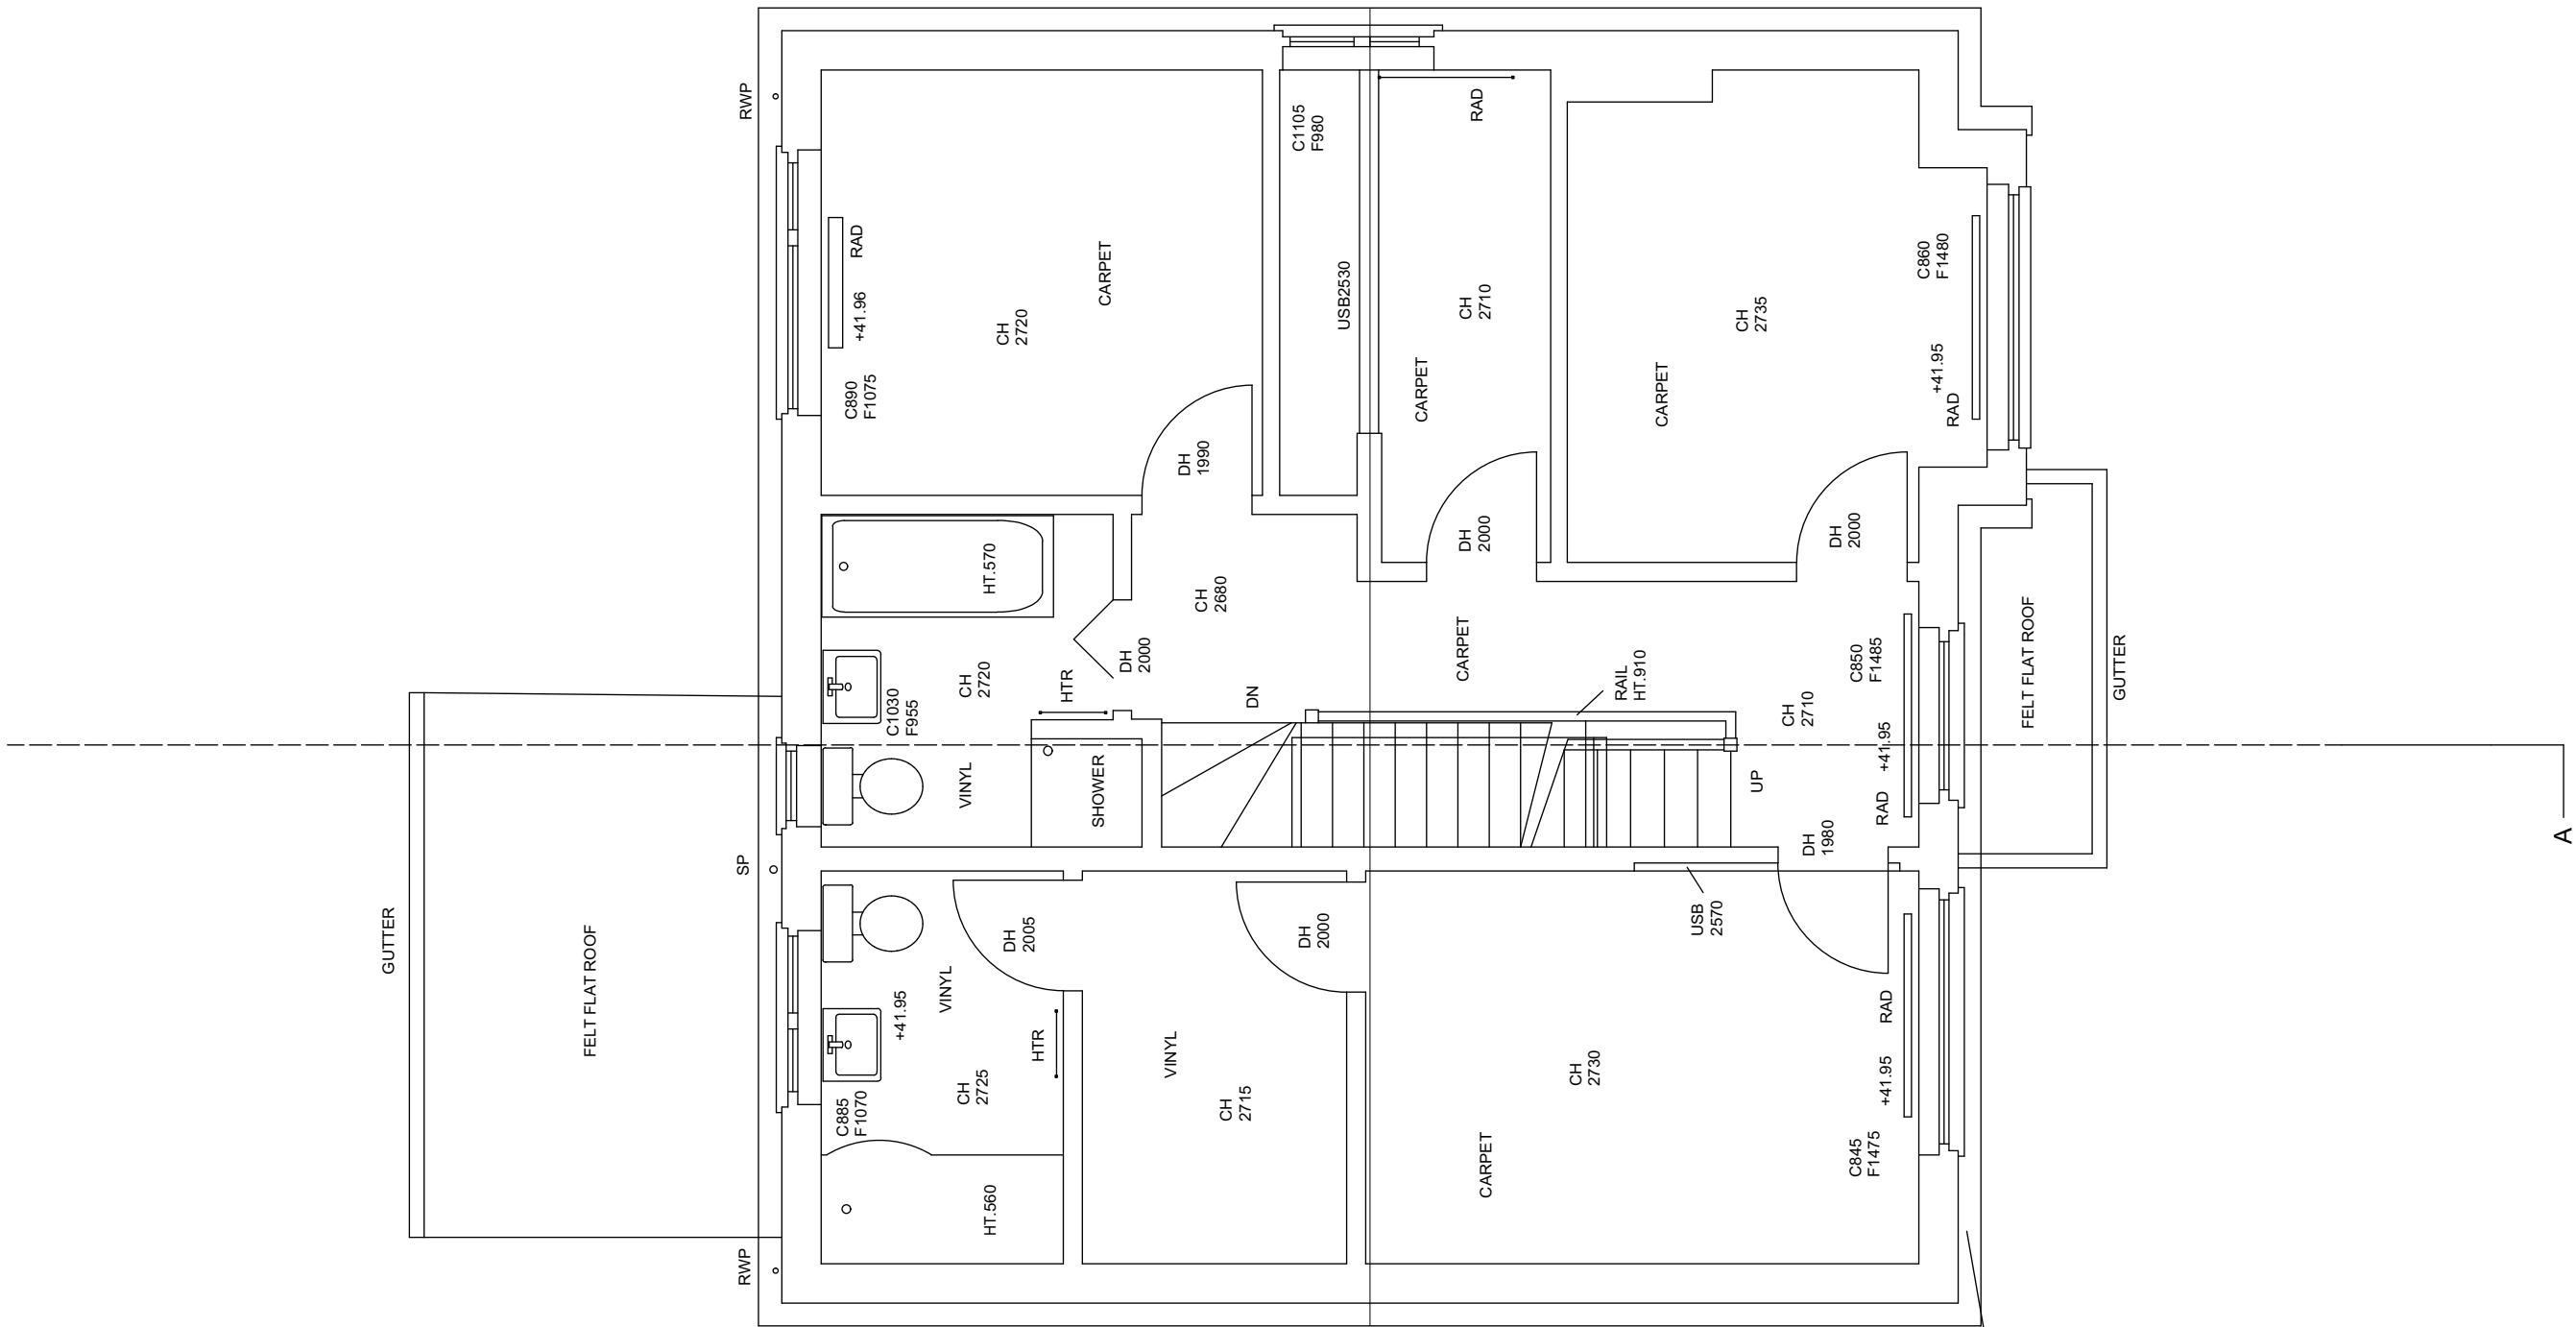 GUTTER
FELT FLAT ROOF
RWP
SP
RWP
C885
F1070
HT.560
CH
2725
+41.95
VINYL
HTR
DH
2005
VINYL
CH
2715
DH
2000
CARPET
CH
2730
USB
2570
C845
F1475
+41.95
RAD
DH
1980
VINYL
SHOWER
C1030
F955
CH
2720
HTR
HT.570
DH
2000
CH
2680
DN
CARPET
RAIL
HT.910
UP
CH
2710
RAD
+41.95
C850
F1485
C890
F1075
+41.96
RAD
CH
2720
CARPET
DH
1990
C1105
F980
USB2530
CARPET
CH
2710
RAD
DH
2000
CARPET
CH
2735
DH
2000
RAD
+41.95
C860
F1480
FELT FLAT ROOF
GUTTER
A